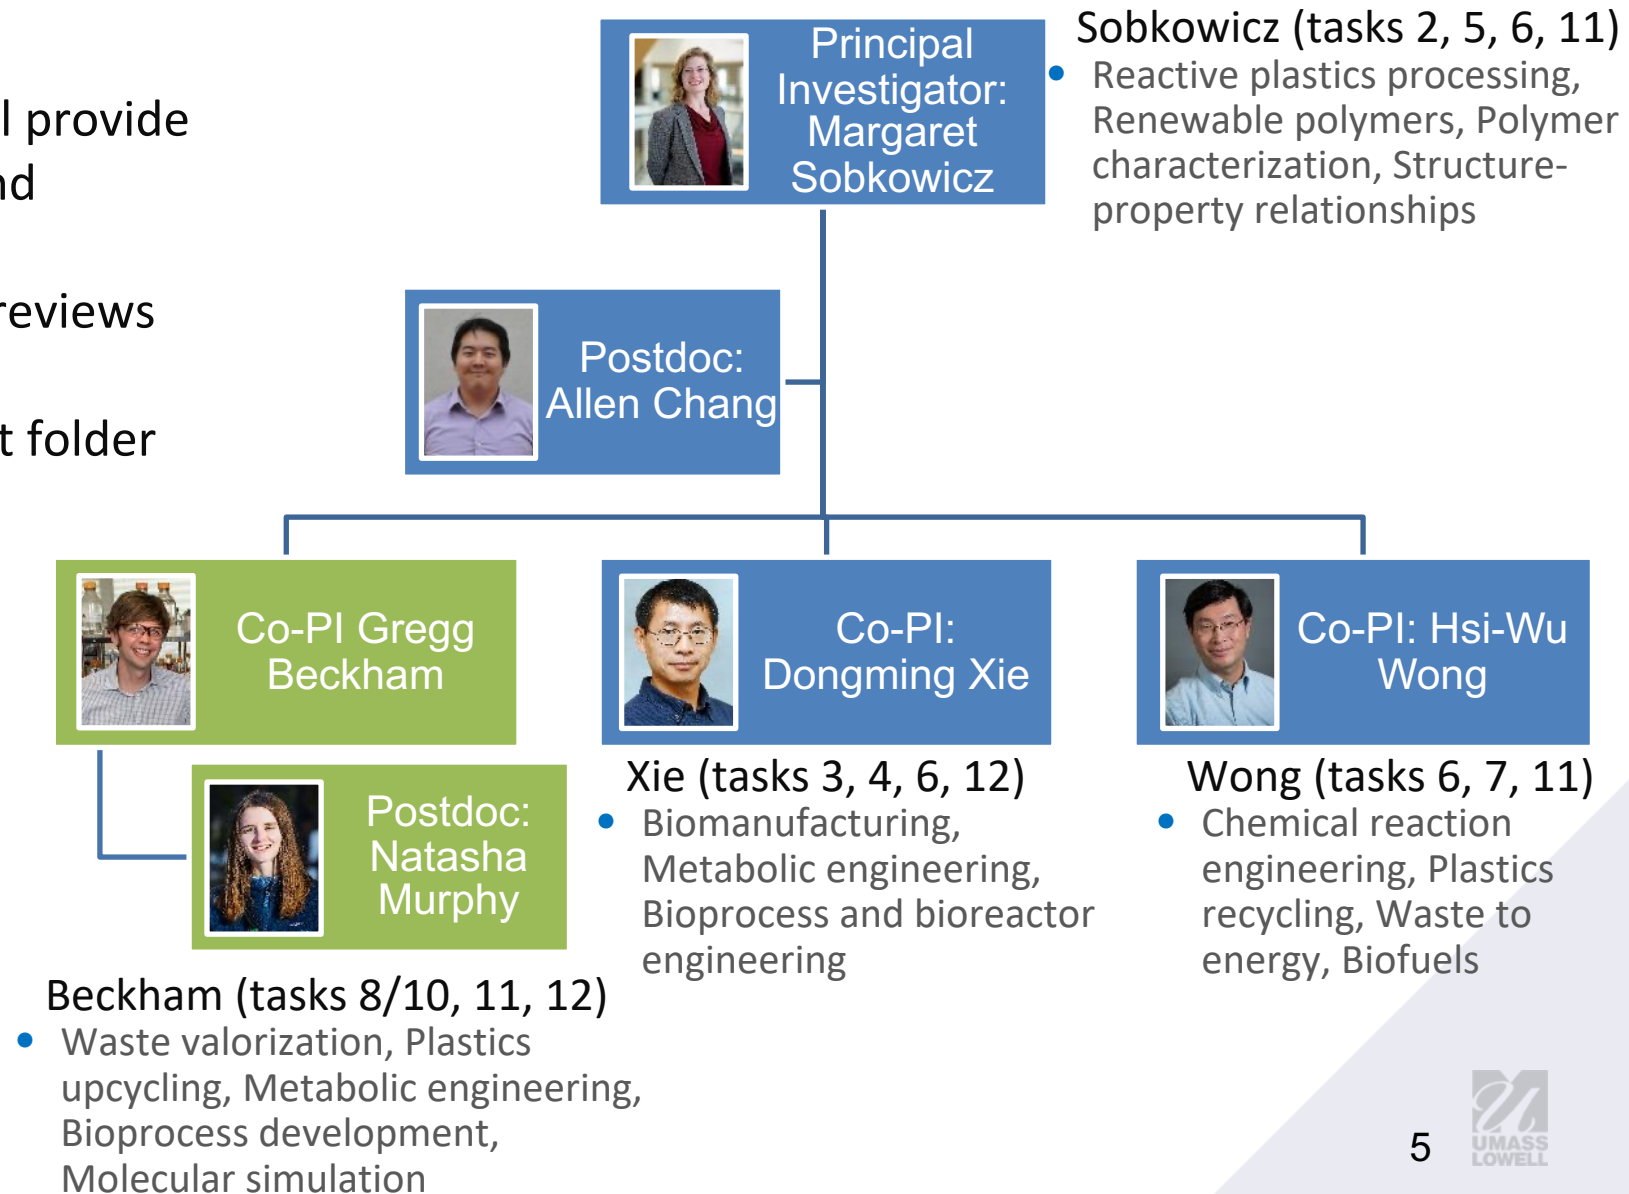 l provide
nd
reviews
t folder
Principal
Investigator:
Margaret
Sobkowicz
Sobkowicz (tasks 2, 5, 6, 11)
• Reactive plastics processing,
Renewable polymers, Polymer
characterization, Structure-
property relationships
Postdoc:
Allen Chang
Co-PI Gregg
Beckham
Postdoc:
Natasha
Murphy
Beckham (tasks 8/10, 11, 12)
• Waste valorization, Plastics
upcycling, Metabolic engineering,
Bioprocess development,
Molecular simulation
Co-PI:
Dongming Xie
Xie (tasks 3, 4, 6, 12)
• Biomanufacturing,
Metabolic engineering,
Bioprocess and bioreactor
engineering
Co-PI: Hsi-Wu
Wong
Wong (tasks 6, 7, 11)
• Chemical reaction
engineering, Plastics
recycling, Waste to
energy, Biofuels
5
UMASS
LOWELL